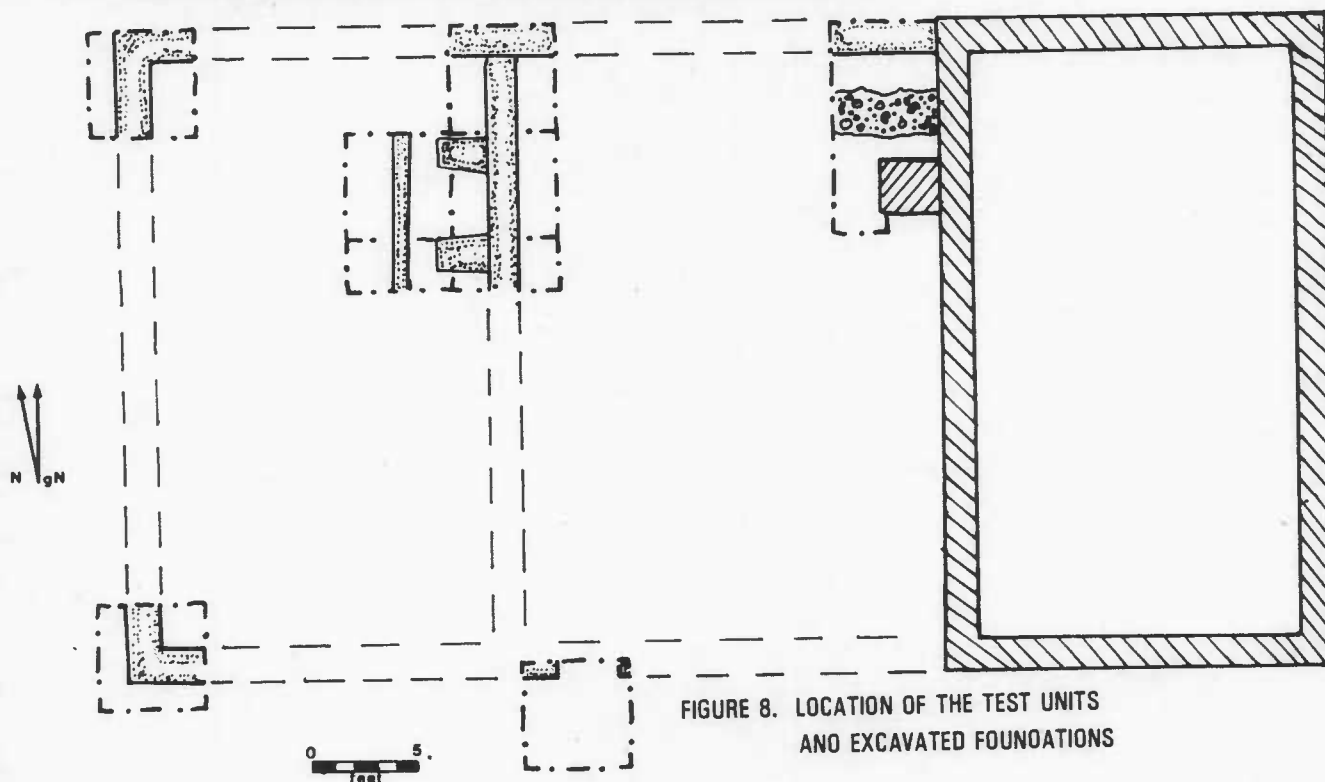 N gN
FIGURE 8. LOCATION OF THE TEST UNITS
ANO EXCAVATED FOUNOATIONS
0 5
feet